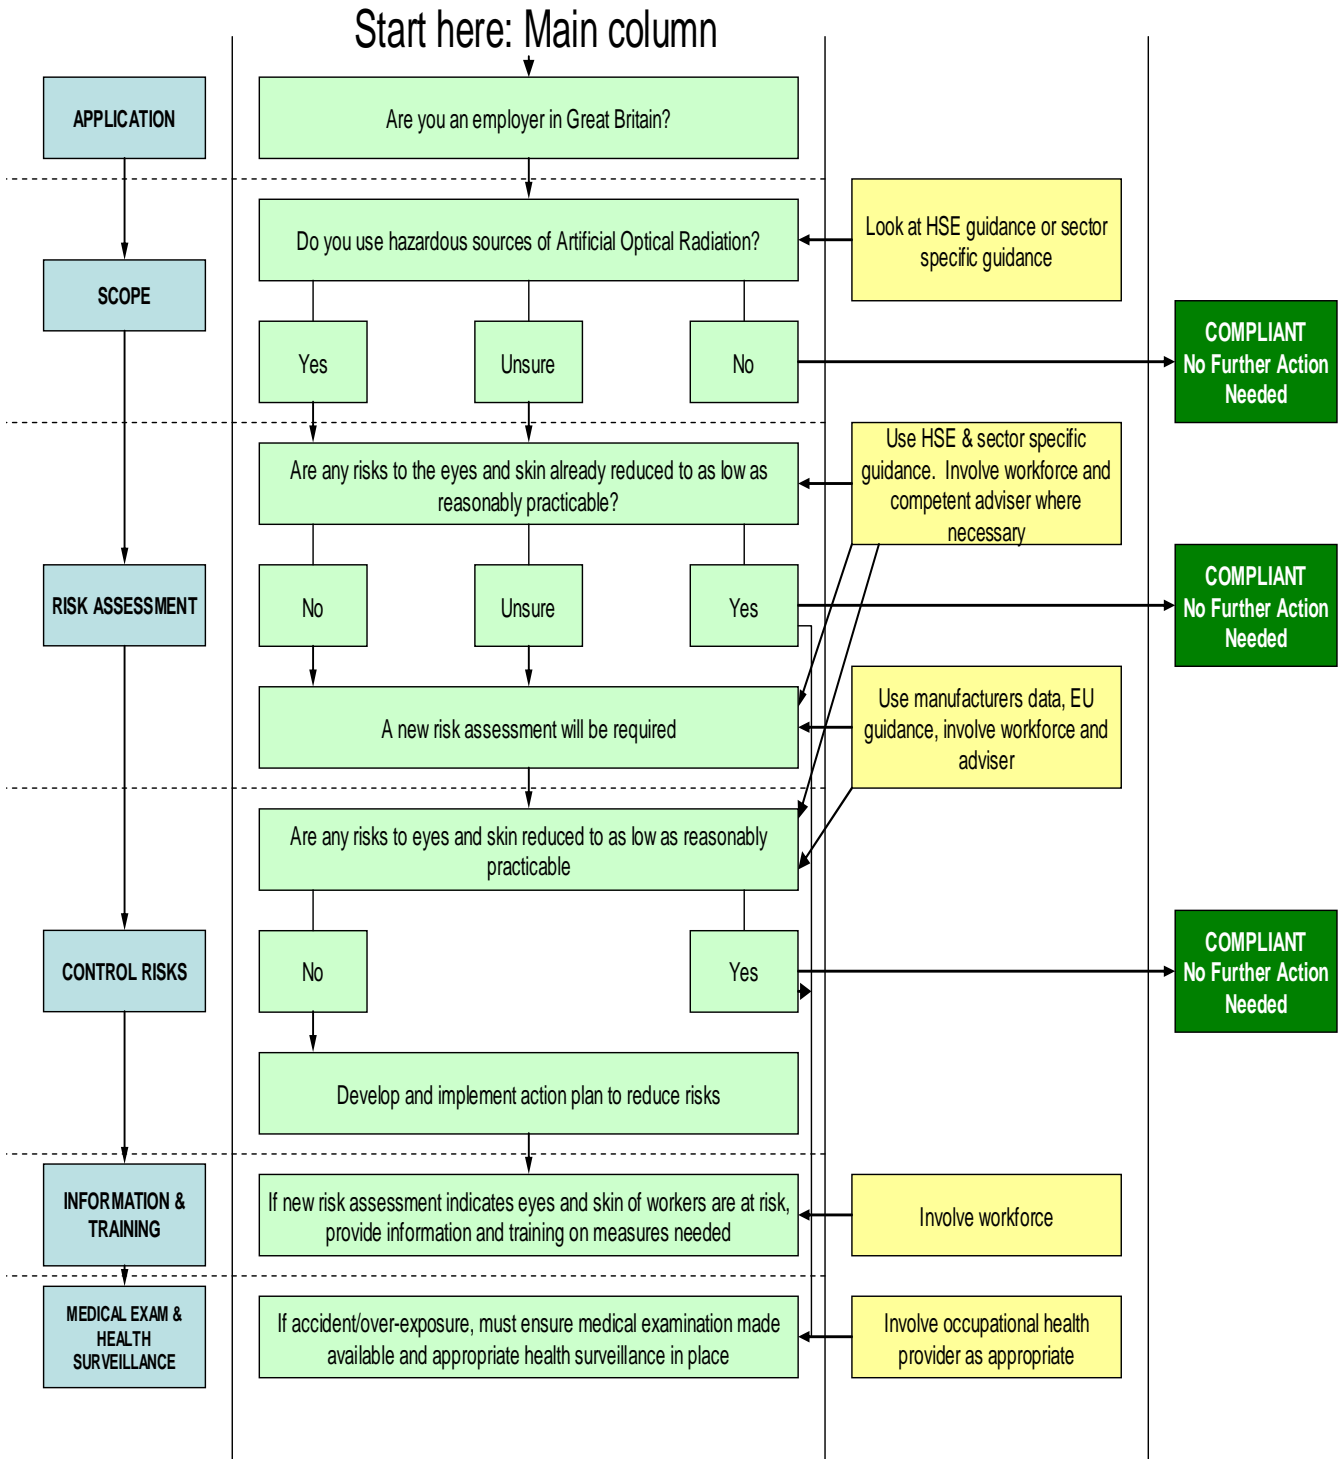 Start here: Main column
APPLICATION
Are you an employer in Great Britain?
Do you use hazardous sources of Artificial Optical Radiation?
Look at HSE guidance or sector
specific guidance
SCOPE
Yes
Unsure
No
COMPLIANT
No Further Action
Needed
Are any risks to the eyes and skin already reduced to as low as
reasonably practicable?
Use HSE & sector specific
guidance. Involve workforce and
competent adviser where
necessary
RISK ASSESSMENT
No
Unsure
Yes
COMPLIANT
No Further Action
Needed
A new risk assessment will be required
Use manufacturers data, EU
guidance, involve workforce and
adviser
Are any risks to eyes and skin reduced to as low as reasonably
practicable
CONTROL RISKS
No
Yes
COMPLIANT
No Further Action
Needed
Develop and implement action plan to reduce risks
INFORMATION &
TRAINING
If new risk assessment indicates eyes and skin of workers are at risk,
provide information and training on measures needed
Involve workforce
MEDICAL EXAM &
HEALTH
SURVEILLANCE
If accident/over-exposure, must ensure medical examination made
available and appropriate health surveillance in place
Involve occupational health
provider as appropriate